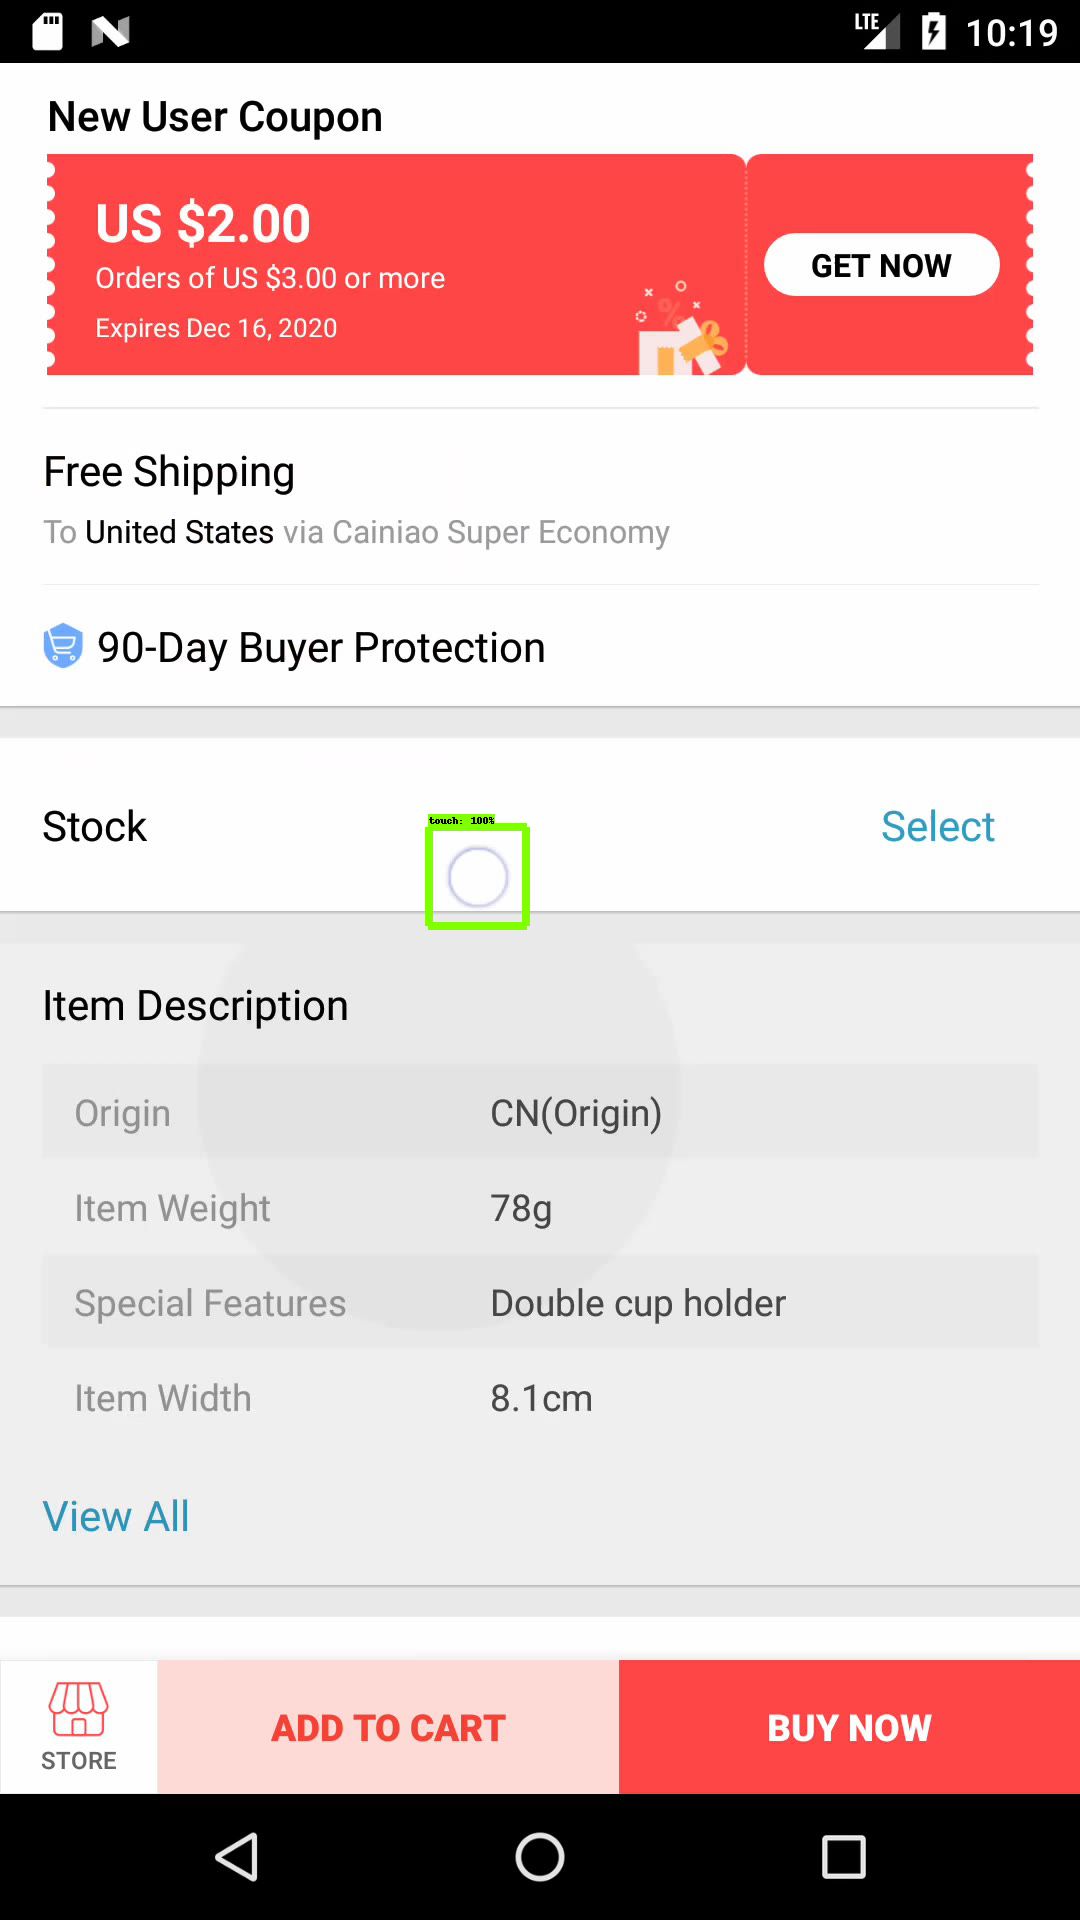 LTE 10:19
New User Coupon
US $2.00
Orders of US $3.00 or more
Expires Dec 16, 2020
GET NOW
Free Shipping
To United States via Cainiao Super Economy
90-Day Buyer Protection
Stock
Select
touch: 100%
Item Description
Origin CN(Origin)
Item Weight 78g
Special Features Double cup holder
Item Width 8.1cm
View All
STORE
ADD TO CART
BUY NOW